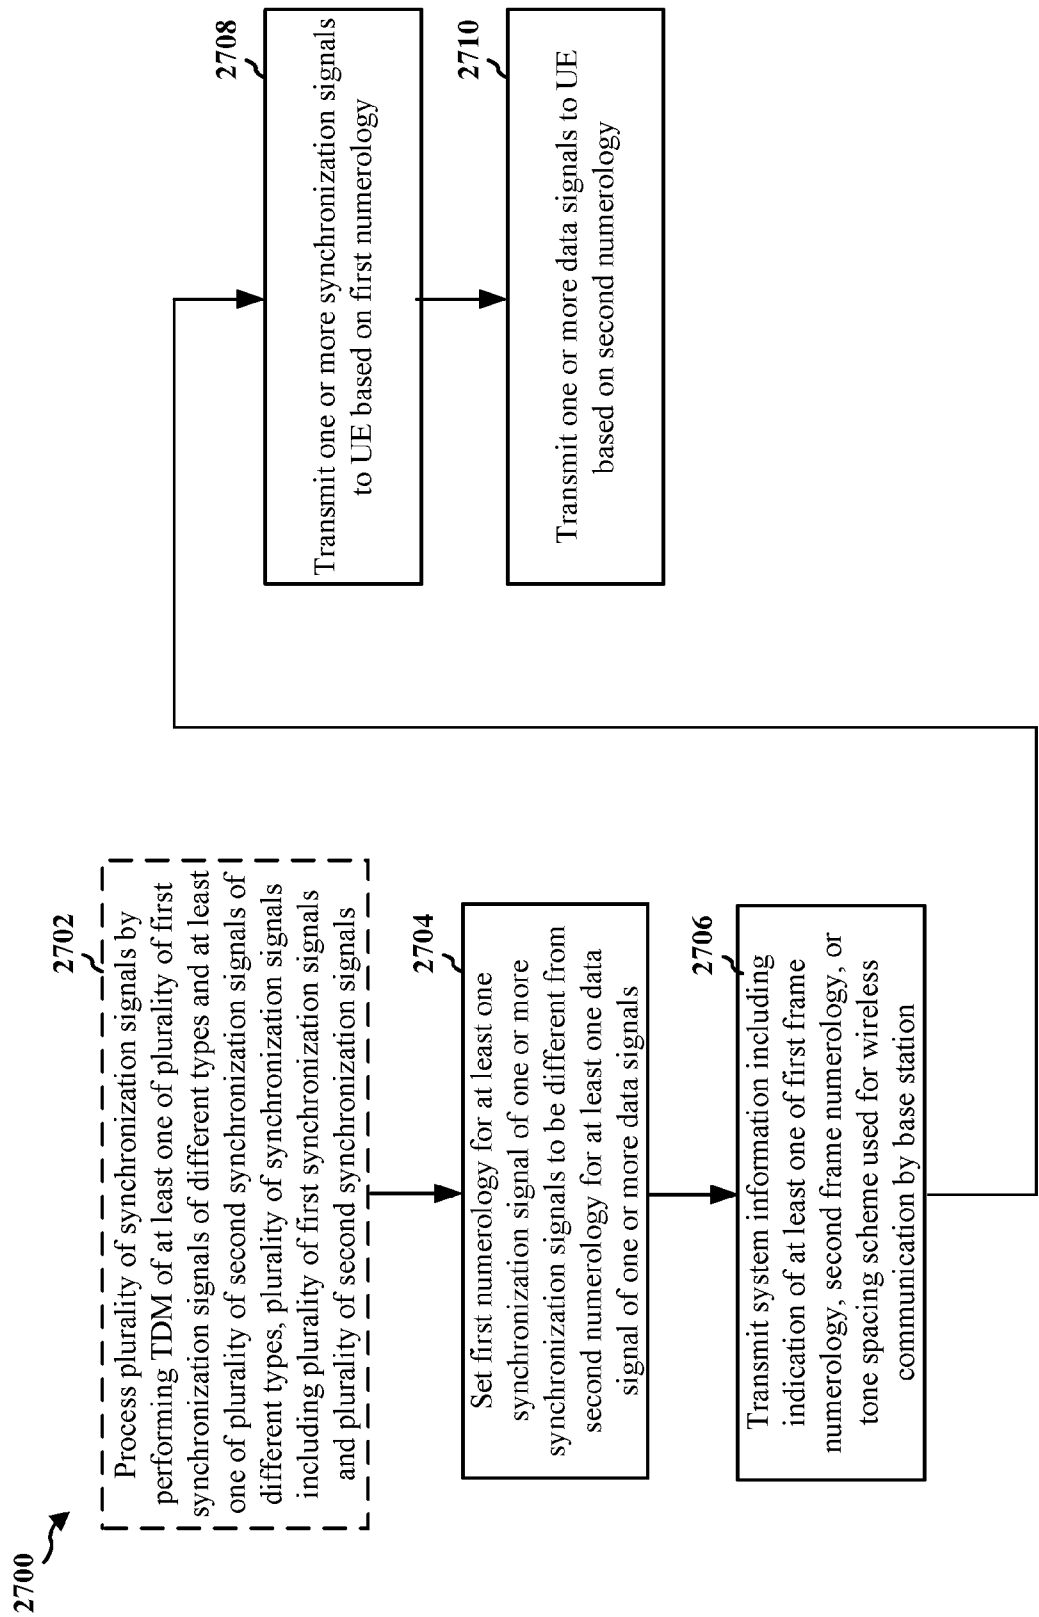 2700
2702
Process plurality of synchronization signals by
performing TDM of at least one of plurality of first
synchronization signals of different types and at least
one of plurality of second synchronization signals of
different types, plurality of synchronization signals
including plurality of first synchronization signals
and plurality of second synchronization signals
2704
Set first numerology for at least one
synchronization signal of one or more
synchronization signals to be different from
second numerology for at least one data
signal of one or more data signals
2706
Transmit system information including
indication of at least one of first frame
numerology, second frame numerology, or
tone spacing scheme used for wireless
communication by base station
2708
Transmit one or more synchronization signals
to UE based on first numerology
2710
Transmit one or more data signals to UE
based on second numerology